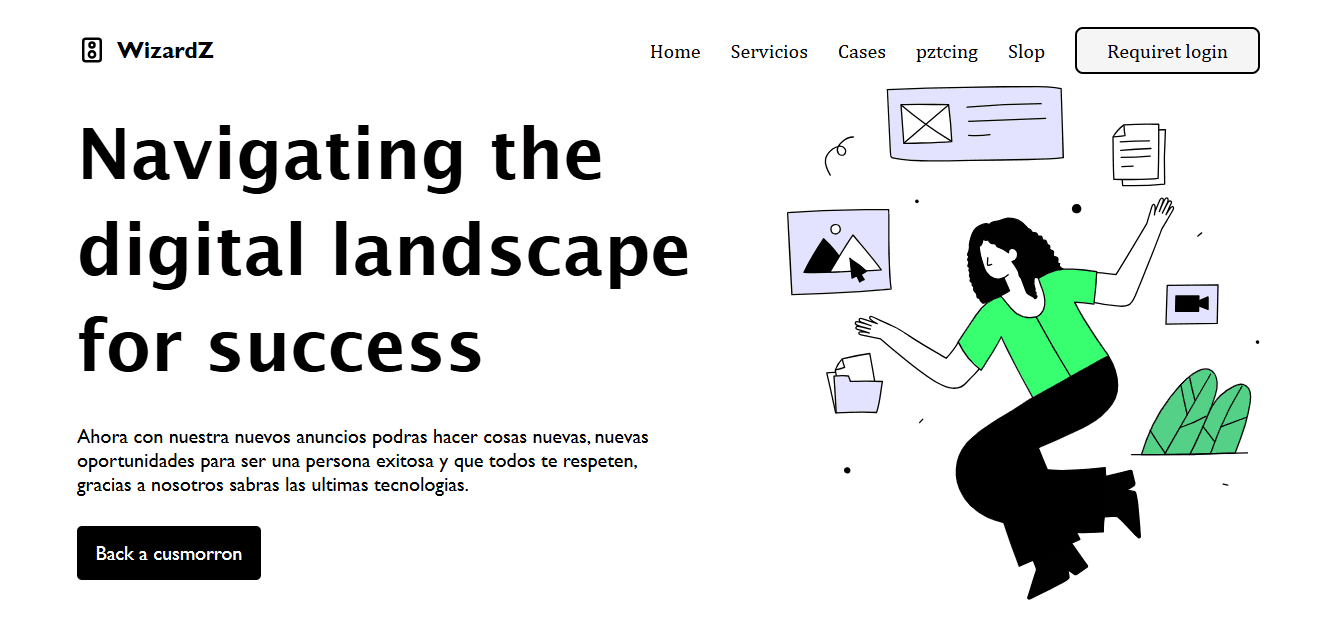 WizardZ
Home Servicios Cases pztcing Slop Requiret login
Navigating the
digital landscape
for success
Ahora con nuestra nuevos anuncios podras hacer cosas nuevas, nuevas
oportunidades para ser una persona exitosa y que todos te respeten,
gracias a nosotros sabras las ultimas tecnologias.
Back a cusmorron